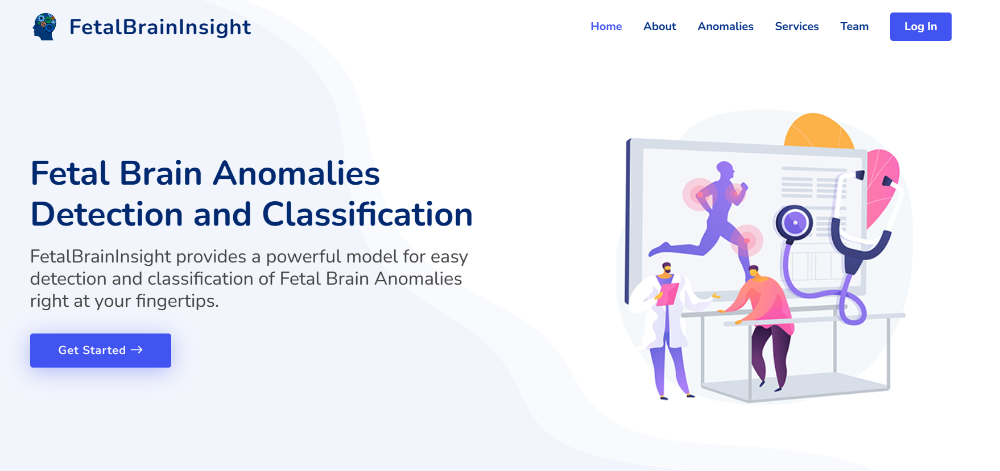 FetalBrainInsight
Home
About
Anomalies
Services
Team
Log In
Fetal Brain Anomalies
Detection and Classification
FetalBrainInsight provides a powerful model for easy
detection and classification of Fetal Brain Anomalies
right at your fingertips.
Get Started →